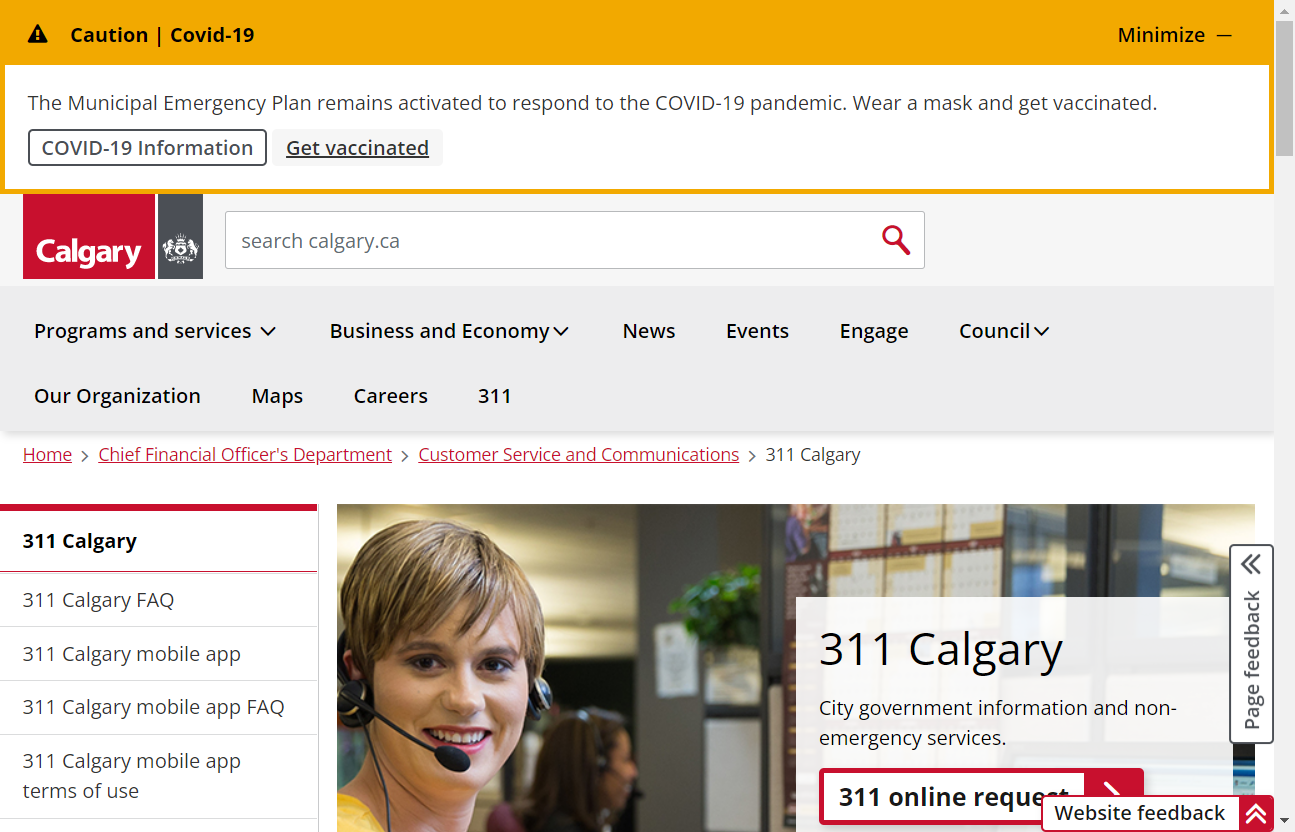 Caution | Covid-19
Minimize
The Municipal Emergency Plan remains activated to respond to the COVID-19 pandemic. Wear a mask and get vaccinated.
COVID-19 Information
Get vaccinated
Calgary
search calgary.ca
Programs and services
Business and Economy
News
Events
Engage
Council
Our Organization
Maps
Careers
311
Home > Chief Financial Officer's Department > Customer Service and Communications > 311 Calgary
311 Calgary
311 Calgary FAQ
311 Calgary mobile app
311 Calgary mobile app FAQ
311 Calgary mobile app
terms of use
311 Calgary
City government information and non-
emergency services.
311 online request
Page feedback
Website feedback